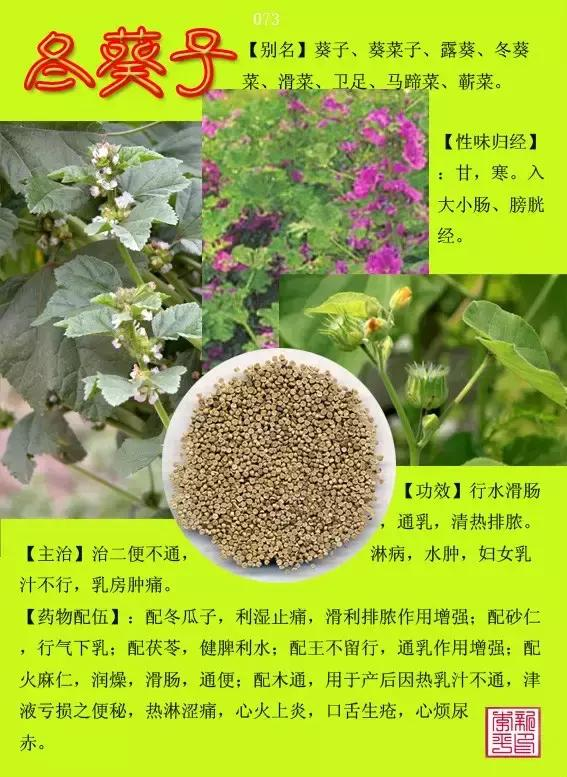 073
冬葵子
【别名】葵子、葵菜子、露葵、冬葵
菜、滑菜、卫足、马蹄菜、蕲菜。
【性味归经】
：甘，寒。入
大小肠、膀胱
经。
【功效】行水滑肠
，通乳，清热排脓。
【主治】治二便不通，淋病，水肿，妇女乳
汁不行，乳房肿痛。
【药物配伍】：配冬瓜子，利湿止痛，滑利排脓作用增强；配砂仁
，行气下乳；配茯苓，健脾利水；配王不留行，通乳作用增强；配
火麻仁，润燥，滑肠，通便；配木通，用于产后因热乳汁不通，津
液亏损之便秘，热淋涩痛，心火上炎，口舌生疮，心烦尿
赤。